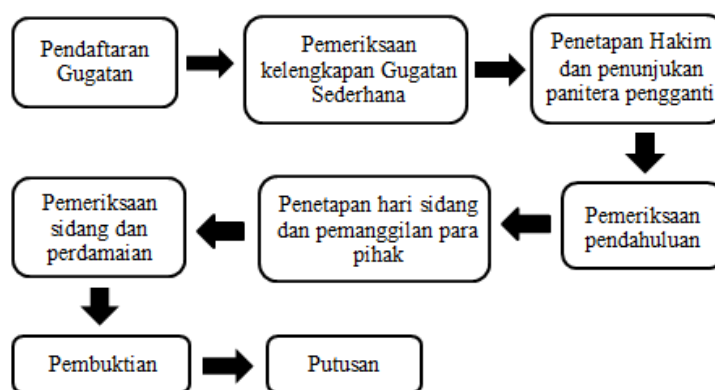 Pendaftaran
Gugatan
Pemeriksaan
kelengkapan Gugatan
Sederhana
Penetapan Hakim
dan penunjukan
panitera pengganti
Pemeriksaan
pendahuluan
Penetapan hari sidang
dan pemanggilan para
pihak
Pemeriksaan
sidang dan
perdamaian
Pembuktian
Putusan